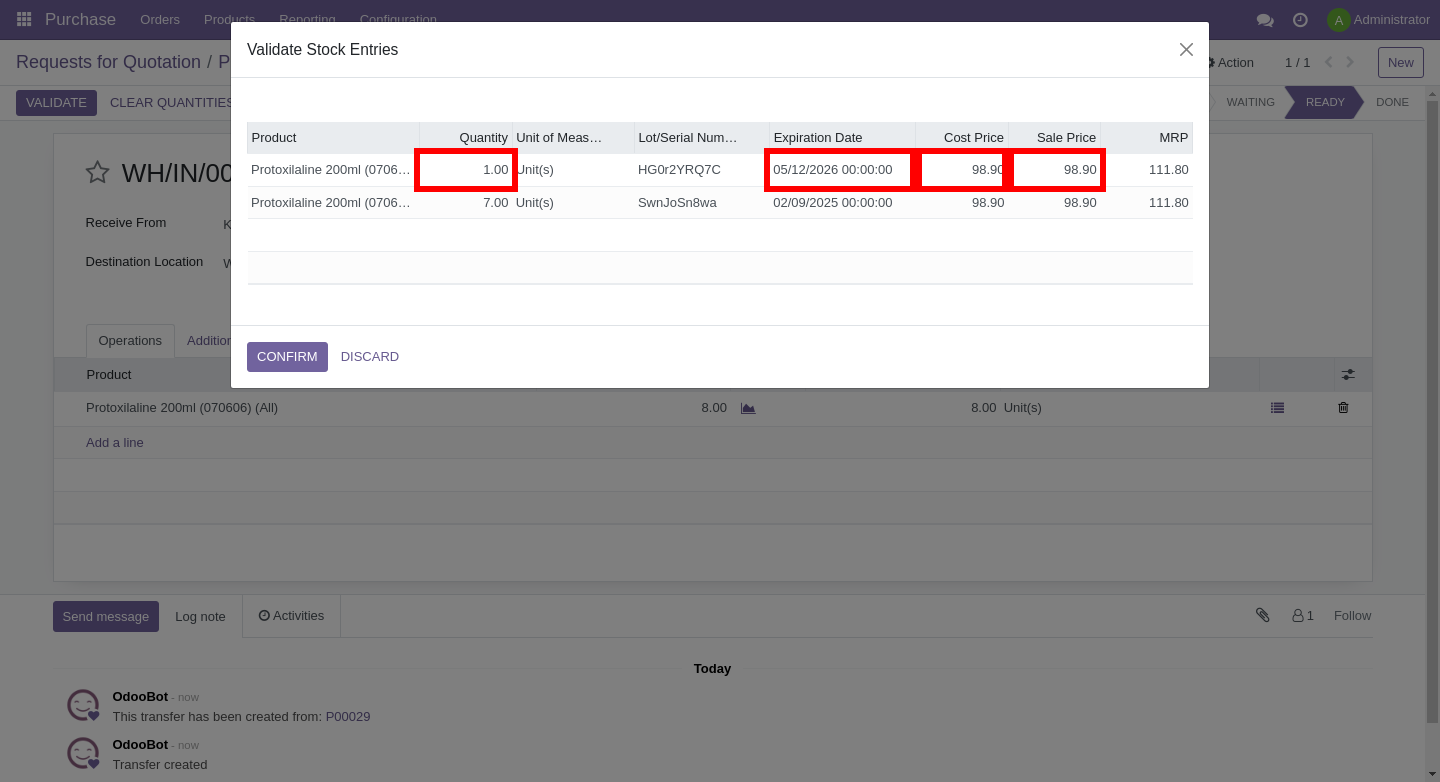 Purchase Orders Products Reporting Configuration A Administrator
Validate Stock Entries
Requests for Quotation / P Action 1 / 1 New
VALIDATE CLEAR QUANTITIES WAITING READY DONE
Product Quantity Unit of Meas… Lot/Serial Num… Expiration Date Cost Price Sale Price MRP
Protoxilaline 200ml (0706… 1.00 Unit(s) HG0r2YRQ7C 05/12/2026 00:00:00 98.90 98.90 111.80
Protoxilaline 200ml (0706… 7.00 Unit(s) SwnJoSn8wa 02/09/2025 00:00:00 98.90 98.90 111.80
CONFIRM DISCARD
WH/IN/00
Receive From K
Destination Location W
Operations Addition
Product
Protoxilaline 200ml (070606) (All) 8.00 8.00 Unit(s)
Add a line
Send message Log note Activities 1 Follow
Today
OdooBot - now
This transfer has been created from: P00029
OdooBot - now
Transfer created